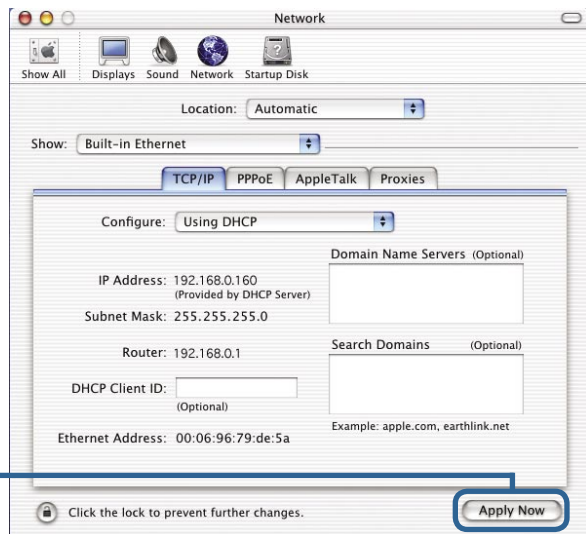 Network
Show All Displays Sound Network Startup Disk
Location: Automatic
Show: Built-in Ethernet
TCP/IP PPPoE AppleTalk Proxies
Configure: Using DHCP
Domain Name Servers (Optional)
IP Address: 192.168.0.160
(Provided by DHCP Server)
Subnet Mask: 255.255.255.0
Router: 192.168.0.1
Search Domains (Optional)
DHCP Client ID:
(Optional)
Example: apple.com, earthlink.net
Ethernet Address: 00:06:96:79:de:5a
Click the lock to prevent further changes.
Apply Now